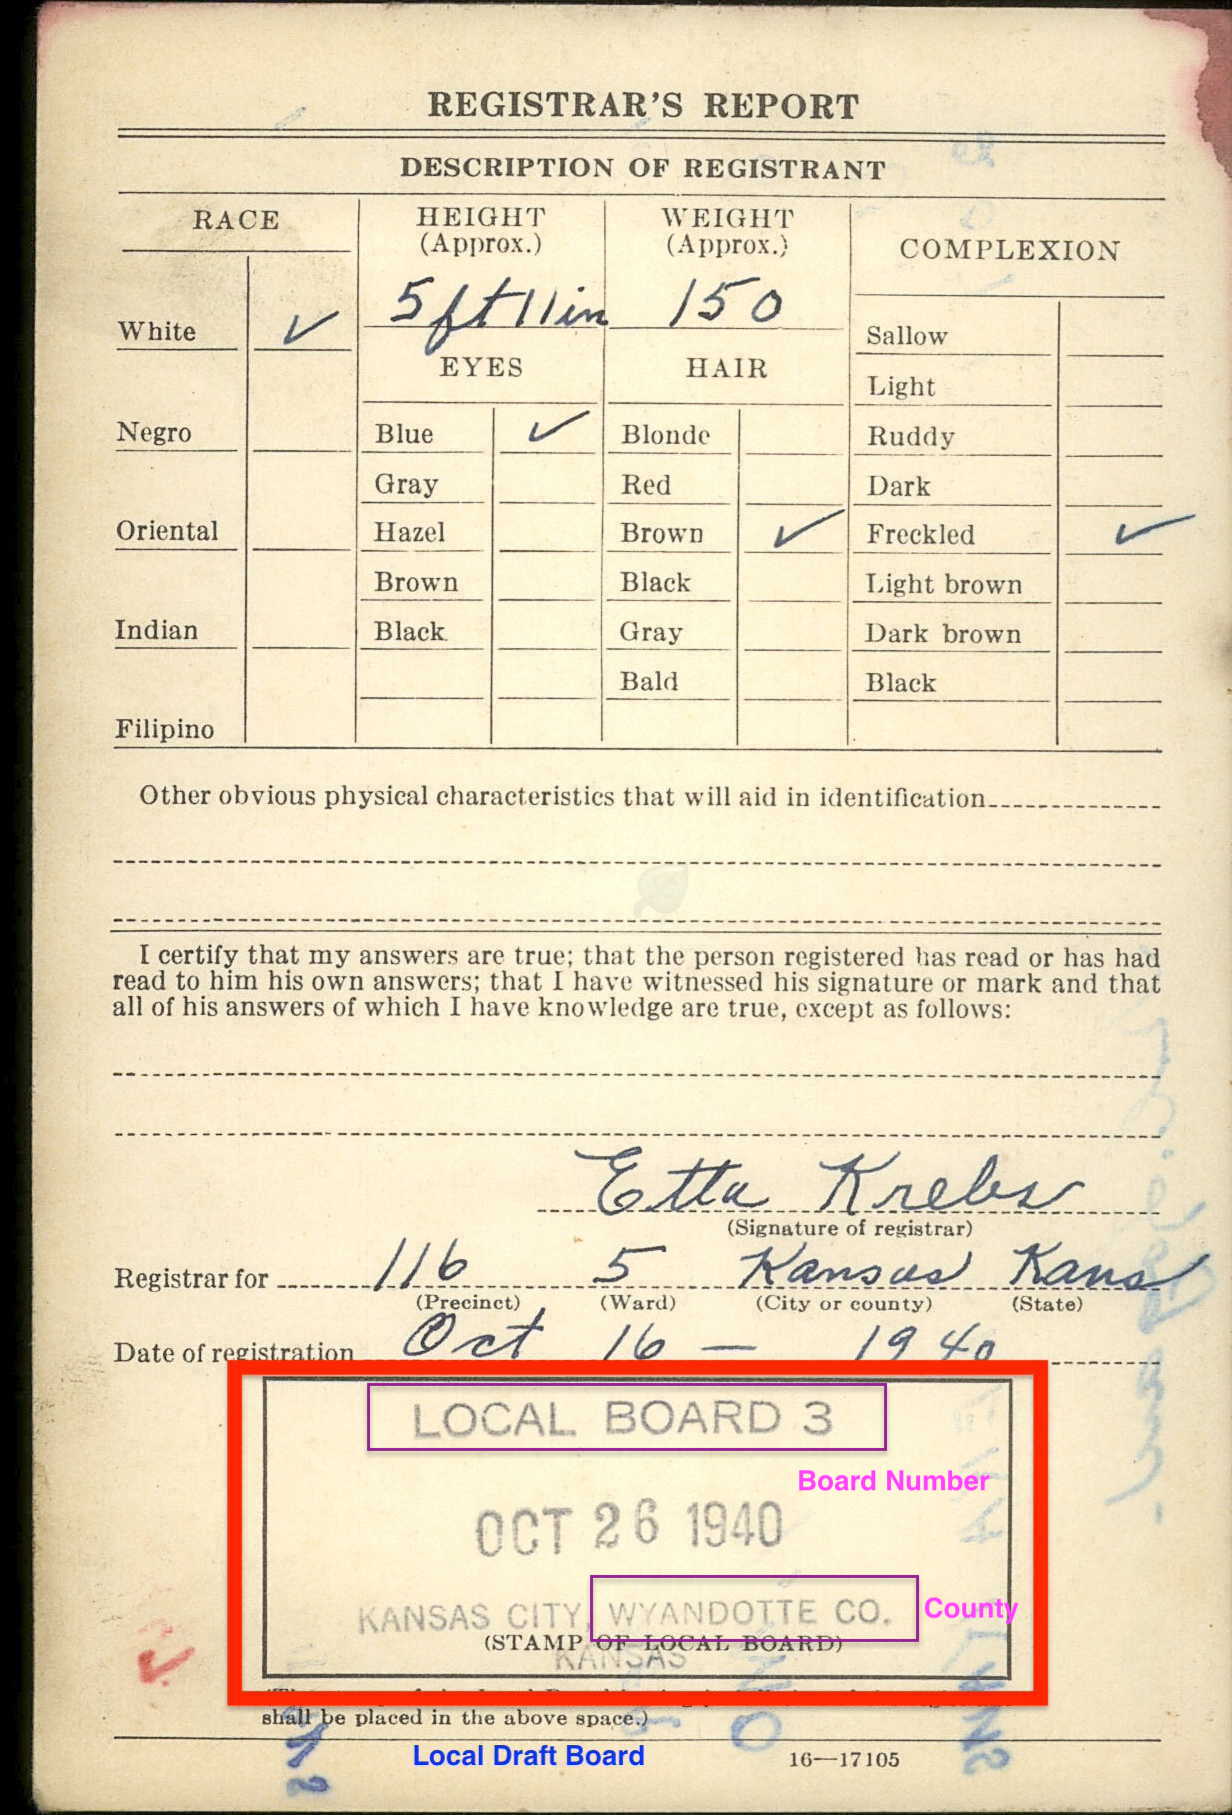 REGISTRAR'S REPORT
DESCRIPTION OF REGISTRANT
RACE
HEIGHT
(Approx.)
WEIGHT
(Approx.)
COMPLEXION
5 ft 11 in
150
White ✓
EYES
HAIR
Sallow
Light
Negro
Blue ✓
Blonde
Ruddy
Gray
Red
Dark
Oriental
Hazel
Brown ✓
Freckled ✓
Brown
Black
Light brown
Indian
Black
Gray
Dark brown
Bald
Black
Filipino
Other obvious physical characteristics that will aid in identification
I certify that my answers are true; that the person registered has read or has had
read to him his own answers; that I have witnessed his signature or mark and that
all of his answers of which I have knowledge are true, except as follows:
Etta Krebs
(Signature of registrar)
Registrar for 116 5 Kansas Kans
(Precinct) (Ward) (City or county) (State)
Date of registration Oct 16 — 1940
LOCAL BOARD 3
Board Number
OCT 26 1940
KANSAS CITY, WYANDOTTE CO.
County
(STAMP OF LOCAL BOARD)
KANSAS
shall be placed in the above space.)
Local Draft Board
16—17105